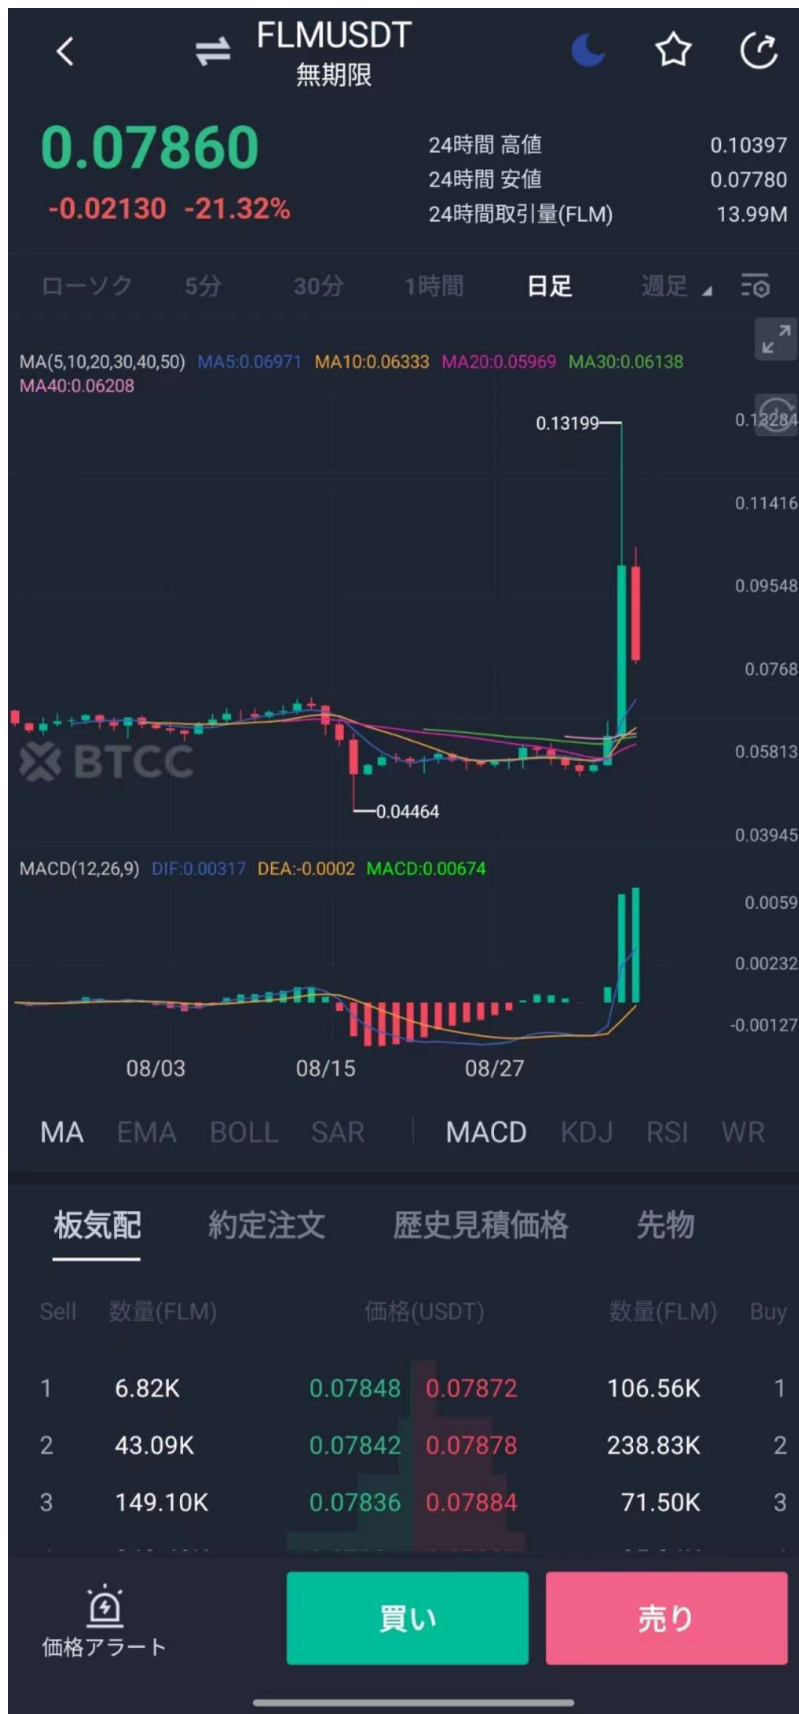 FLMUSDT
無期限
0.07860
-0.02130 -21.32%
24時間 高値 0.10397
24時間 安値 0.07780
24時間取引量(FLM) 13.99M
ローソク 5分 30分 1時間 日足 週足
MA(5,10,20,30,40,50) MA5:0.06971 MA10:0.06333 MA20:0.05969 MA30:0.06138
MA40:0.06208
0.13199
0.13284
0.11416
0.09548
0.0768
0.05813
BTCC
0.04464
0.03945
MACD(12,26,9) DIF:0.00317 DEA:-0.0002 MACD:0.00674
0.0059
0.00232
-0.00127
08/03 08/15 08/27
MA EMA BOLL SAR MACD KDJ RSI WR
板気配 約定注文 歴史見積価格 先物
Sell 数量(FLM) 価格(USDT) 数量(FLM) Buy
1 6.82K 0.07848 0.07872 106.56K 1
2 43.09K 0.07842 0.07878 238.83K 2
3 149.10K 0.07836 0.07884 71.50K 3
価格アラート 買い 売り